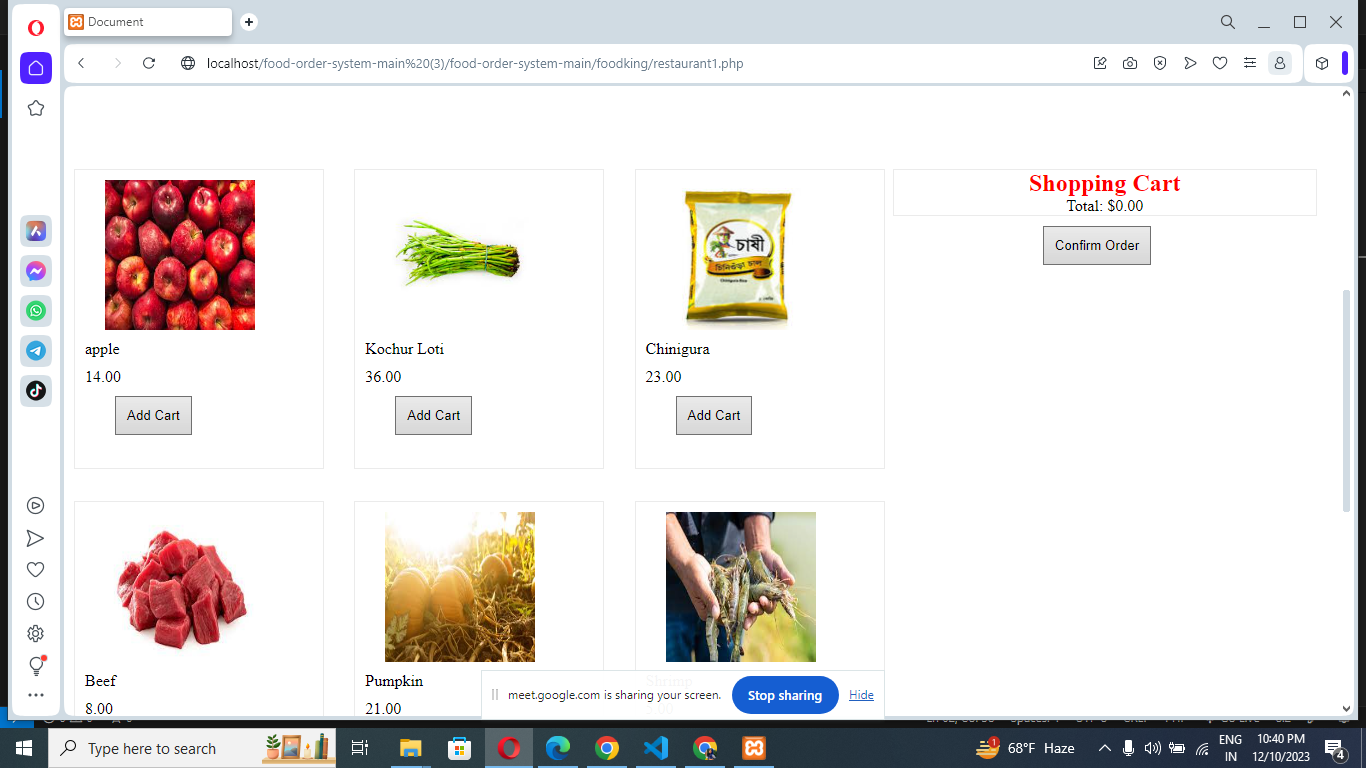 Document
localhost/food-order-system-main%20(3)/food-order-system-main/foodking/restaurant1.php
Shopping Cart
Total: $0.00
Confirm Order
চাষী
চিনিগুঁড়া চাল
Chinigura Rice
apple
Kochur Loti
Chinigura
14.00
36.00
23.00
Add Cart
Add Cart
Add Cart
Beef
Pumpkin
Shrimp
8.00
21.00
meet.google.com is sharing your screen.
Stop sharing
Hide
Type here to search
1
68°F Haze
ENG
IN
10:40 PM
12/10/2023
4